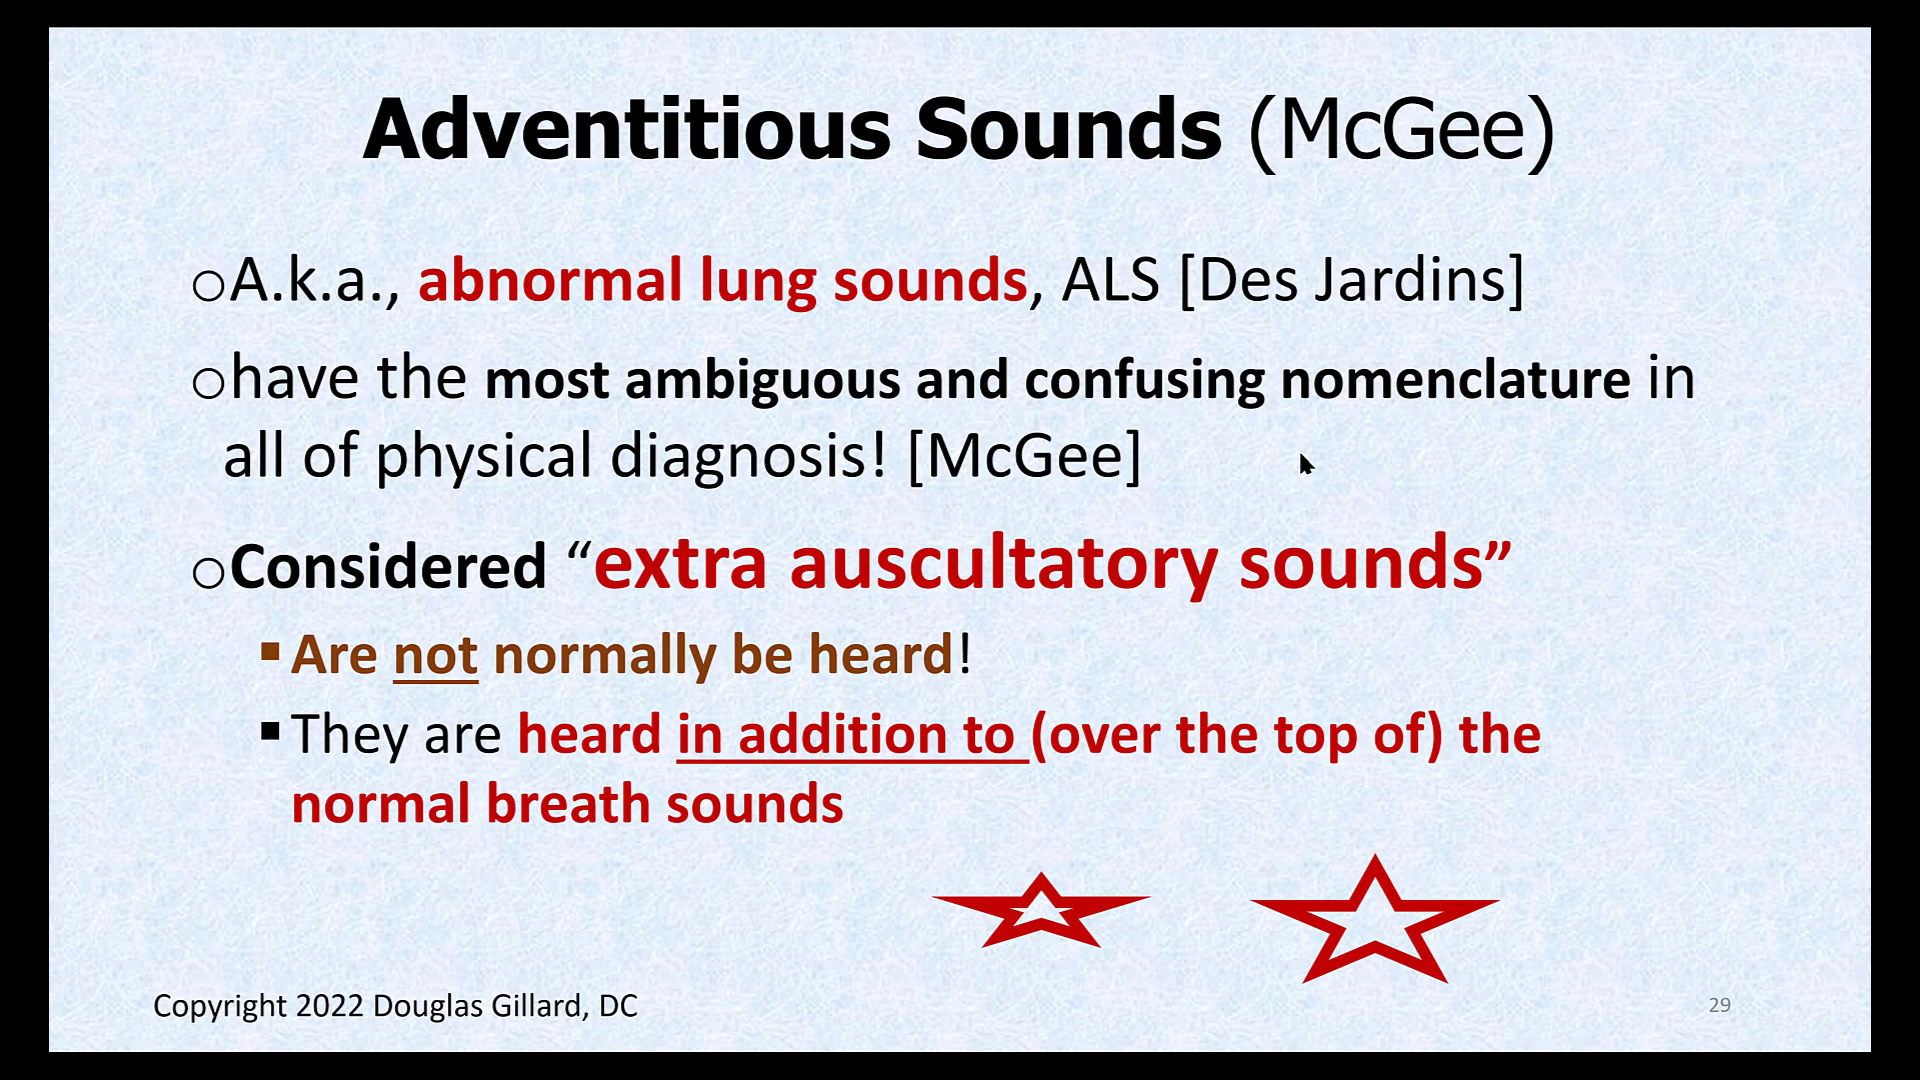 Adventitious Sounds (McGee)
A.k.a., abnormal lung sounds, ALS [Des Jardins]
have the most ambiguous and confusing nomenclature in
all of physical diagnosis! [McGee]
Considered “extra auscultatory sounds”
Are not normally be heard!
They are heard in addition to (over the top of) the
normal breath sounds
Copyright 2022 Douglas Gillard, DC
29